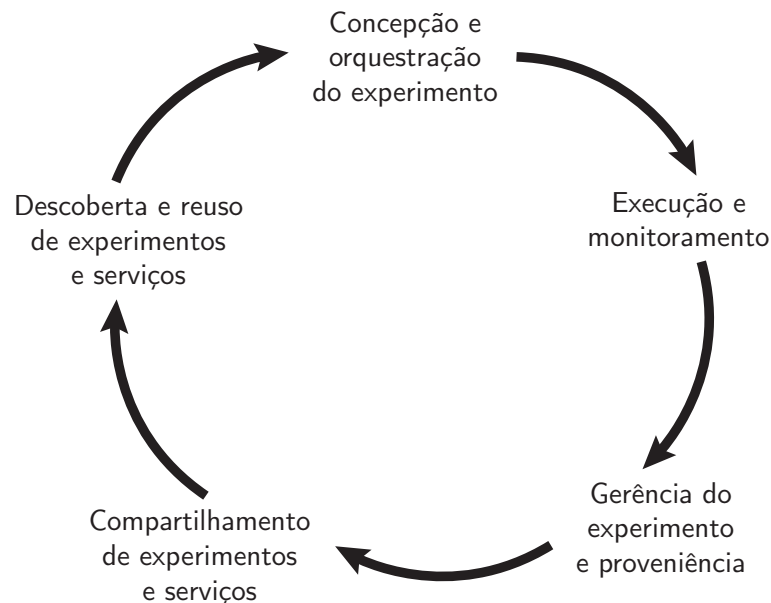 Concepção e
orquestração
do experimento
Execução e
monitoramento
Gerência do
experimento
e proveniência
Compartilhamento
de experimentos
e serviços
Descoberta e reuso
de experimentos
e serviços